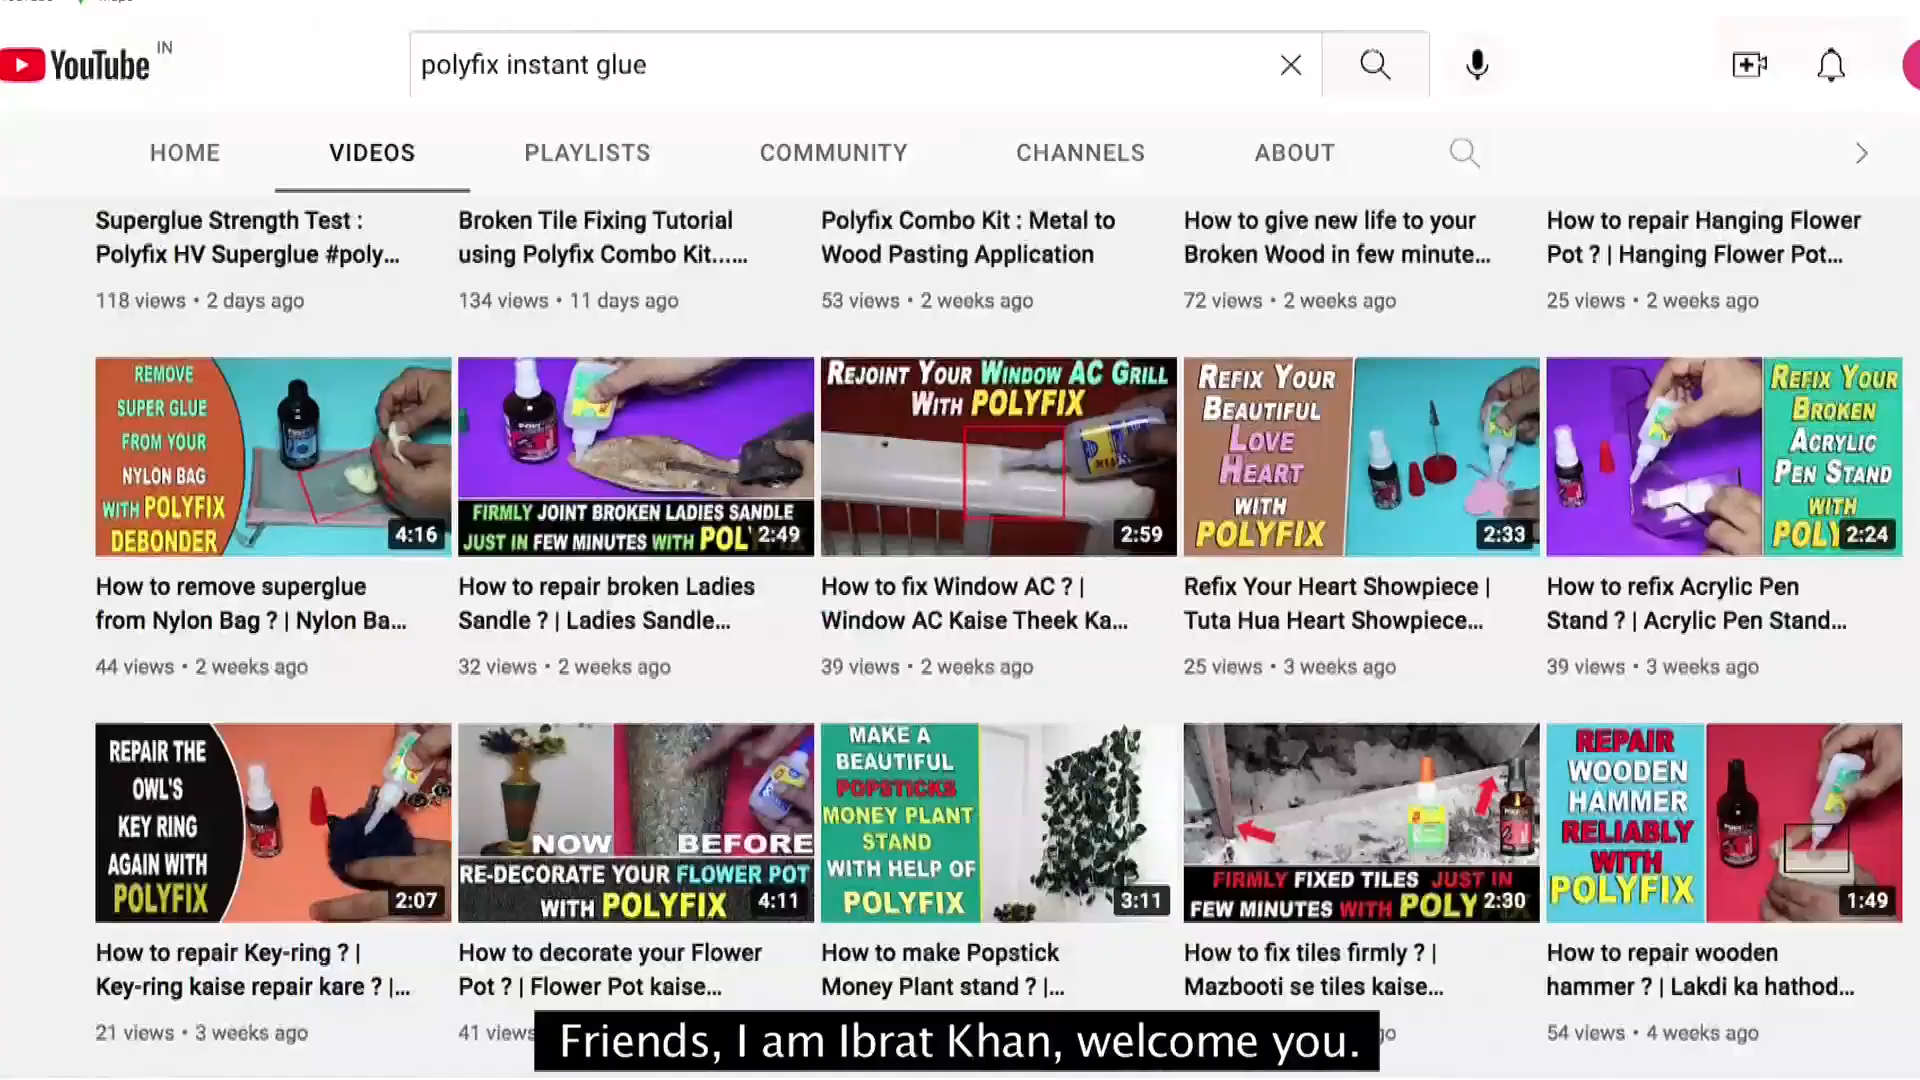 YouTube IN
polyfix instant glue
HOME VIDEOS PLAYLISTS COMMUNITY CHANNELS ABOUT
Superglue Strength Test :
Polyfix HV Superglue #poly...
118 views • 2 days ago
Broken Tile Fixing Tutorial
using Polyfix Combo Kit......
134 views • 11 days ago
Polyfix Combo Kit : Metal to
Wood Pasting Application
53 views • 2 weeks ago
How to give new life to your
Broken Wood in few minute...
72 views • 2 weeks ago
How to repair Hanging Flower
Pot ? | Hanging Flower Pot...
25 views • 2 weeks ago
REMOVE
SUPER GLUE
FROM YOUR
NYLON BAG
WITH POLYFIX
DEBONDER
4:16
How to remove superglue
from Nylon Bag ? | Nylon Ba...
44 views • 2 weeks ago
FIRMLY JOINT BROKEN LADIES SANDLE
JUST IN FEW MINUTES WITH POL
2:49
How to repair broken Ladies
Sandle ? | Ladies Sandle...
32 views • 2 weeks ago
REJOINT YOUR WINDOW AC GRILL
WITH POLYFIX
2:59
How to fix Window AC ? |
Window AC Kaise Theek Ka...
39 views • 2 weeks ago
REFIX YOUR
BEAUTIFUL
LOVE
HEART
WITH
POLYFIX
2:33
Refix Your Heart Showpiece |
Tuta Hua Heart Showpiece...
25 views • 3 weeks ago
REFIX YOUR
BROKEN
ACRYLIC
PEN STAND
WITH
POLY
2:24
How to refix Acrylic Pen
Stand ? | Acrylic Pen Stand...
39 views • 3 weeks ago
REPAIR THE
OWL'S
KEY RING
AGAIN WITH
POLYFIX
2:07
How to repair Key-ring ? |
Key-ring kaise repair kare ? |...
21 views • 3 weeks ago
NOW BEFORE
RE-DECORATE YOUR FLOWER POT
WITH POLYFIX
4:11
How to decorate your Flower
Pot ? | Flower Pot kaise...
41 views
MAKE A
BEAUTIFUL
POPSTICKS
MONEY PLANT
STAND
WITH HELP OF
POLYFIX
3:11
How to make Popstick
Money Plant stand ? |...
FIRMLY FIXED TILES JUST IN
FEW MINUTES WITH POLY
2:30
How to fix tiles firmly ? |
Mazbooti se tiles kaise...
REPAIR
WOODEN
HAMMER
RELIABLY
WITH
POLYFIX
1:49
How to repair wooden
hammer ? | Lakdi ka hathod...
54 views • 4 weeks ago
Friends, I am Ibrat Khan, welcome you.